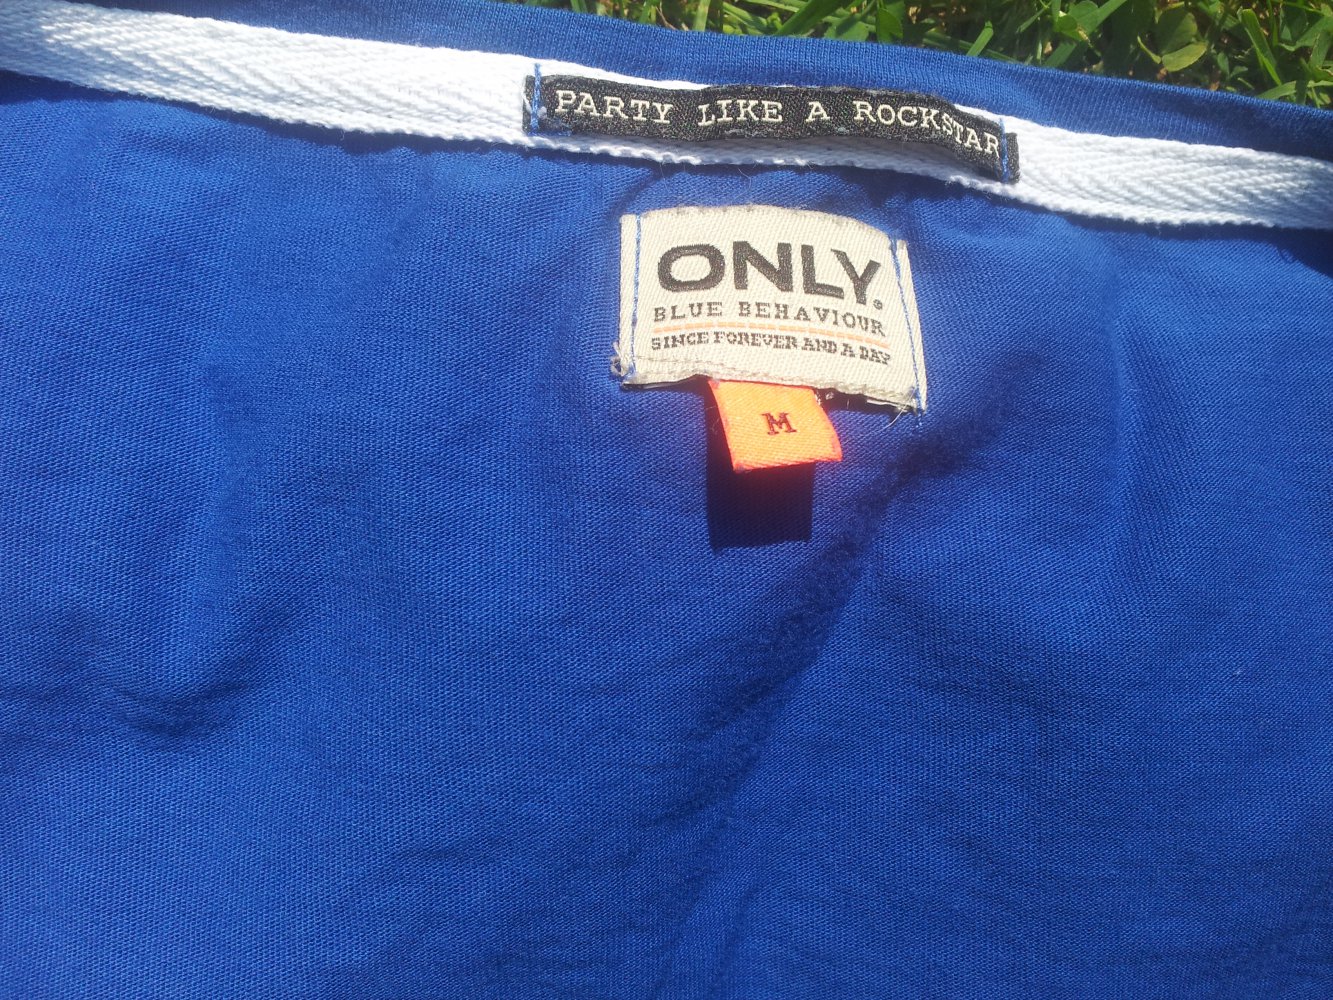 PARTY LIKE A ROCKSTAR
ONLY.
BLUE BEHAVIOUR
SINCE FOREVER AND A DAY
M